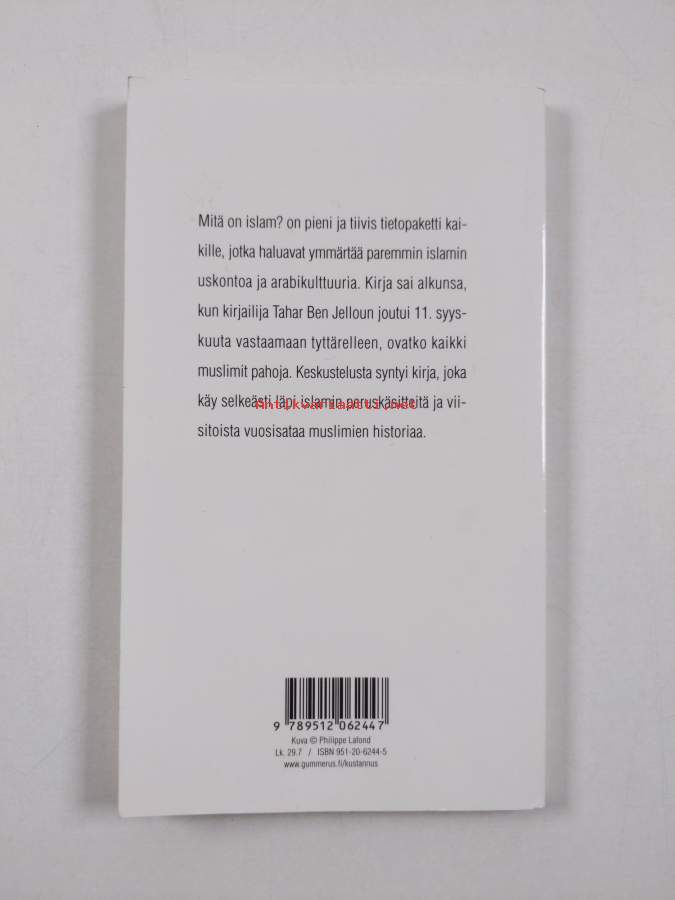 Mitä on islam? on pieni ja tiivis tietopaketti kai-
kille, jotka haluavat ymmärtää paremmin islamin
uskontoa ja arabikulttuuria. Kirja sai alkunsa,
kun kirjailija Tahar Ben Jelloun joutui 11. syys-
kuuta vastaamaan tyttärelleen, ovatko kaikki
muslimit pahoja. Keskustelusta syntyi kirja, joka
käy selkeästi läpi islamin peruskäsitteitä ja vii-
Antikvariaatti.net
sitoista vuosisataa muslimien historiaa.
9 789512 062447
Kuva © Philippe Lafond
Lk. 29.7 / ISBN 951-20-6244-5
www.gummerus.fi/kustannus